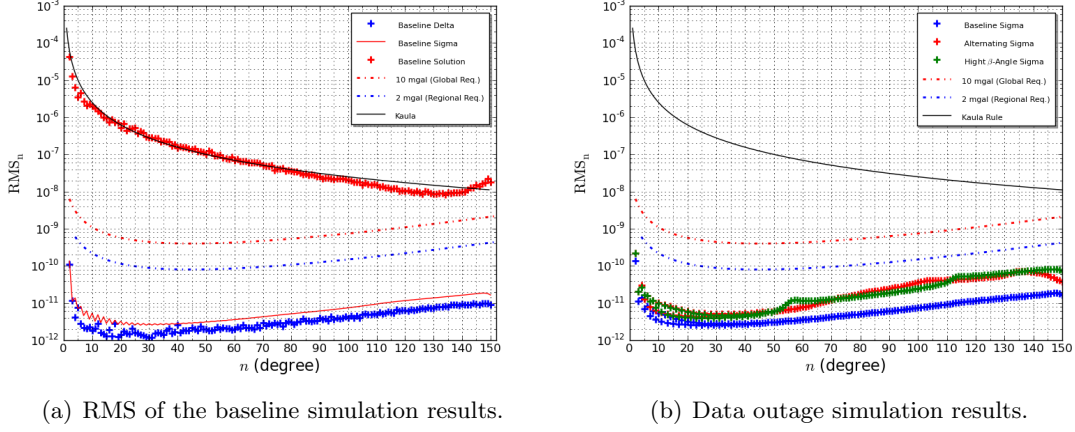 10⁻³
10⁻⁴
10⁻⁵
10⁻⁶
10⁻⁷
10⁻⁸
10⁻⁹
10⁻¹⁰
10⁻¹¹
10⁻¹²
RMSₙ
Baseline Delta
Baseline Sigma
Baseline Solution
10 mgal (Global Req.)
2 mgal (Regional Req.)
Kaula
0 10 20 30 40 50 60 70 80 90 100 110 120 130 140 150
n (degree)
(a) RMS of the baseline simulation results.
10⁻³
10⁻⁴
10⁻⁵
10⁻⁶
10⁻⁷
10⁻⁸
10⁻⁹
10⁻¹⁰
10⁻¹¹
10⁻¹²
RMSₙ
Baseline Sigma
Alternating Sigma
Hight β-Angle Sigma
10 mgal (Global Req.)
2 mgal (Regional Req.)
Kaula Rule
0 10 20 30 40 50 60 70 80 90 100 110 120 130 140 150
n (degree)
(b) Data outage simulation results.